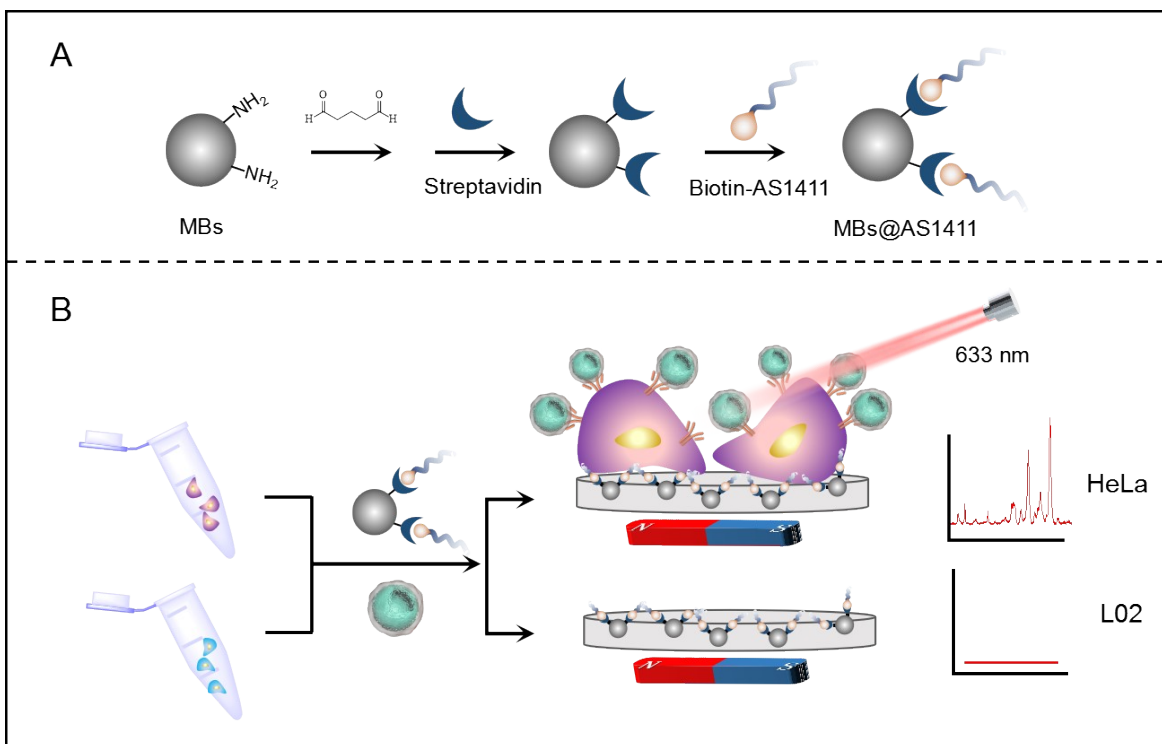 A
NH2
NH2
MBs
O
O
H
H
Streptavidin
Biotin-AS1411
MBs@AS1411
B
633 nm
N
S
HeLa
N
S
L02